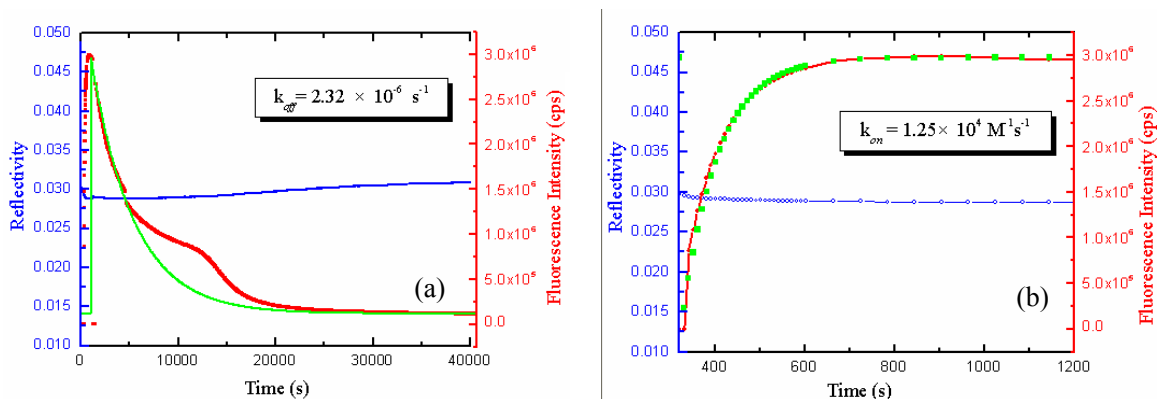 (a)
0.050
0.045
0.040
0.035
0.030
0.025
0.020
0.015
0.010
Reflectivity
k_off = 2.32 × 10⁻⁶ s⁻¹
3.0x10⁶
2.5x10⁶
2.0x10⁶
1.5x10⁶
1.0x10⁶
5.0x10⁵
0.0
Fluorescence Intensity (cps)
(a)
0 10000 20000 30000 40000
Time (s)
b)
0.050
0.045
0.040
0.035
0.030
0.025
0.020
0.015
0.010
Reflectivity
k_on = 1.25× 10⁴ M¹s⁻¹
3.0x10⁶
2.5x10⁶
2.0x10⁶
1.5x10⁶
1.0x10⁶
5.0x10⁵
0.0
Fluorescence Intensity (cps)
(b)
400 600 800 1000 1200
Time (s)